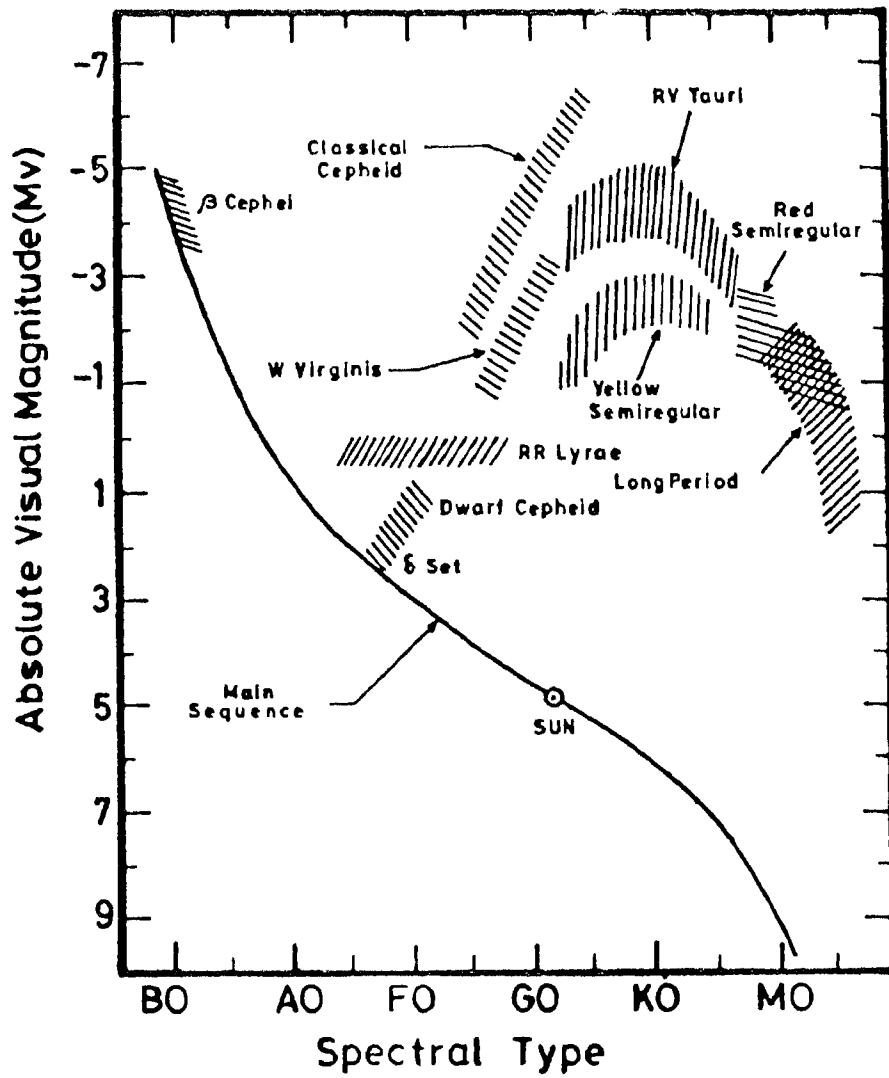 Absolute Visual Magnitude (Mv)
-7
-5
-3
-1
1
3
5
7
9
Classical
Cepheid
RV Tauri
β Cephei
Red
Semiregular
W Virginis
Yellow
Semiregular
RR Lyrae
Long Period
Dwarf Cepheid
δ Set
Main
Sequence
SUN
BO AO FO GO KO MO
Spectral Type